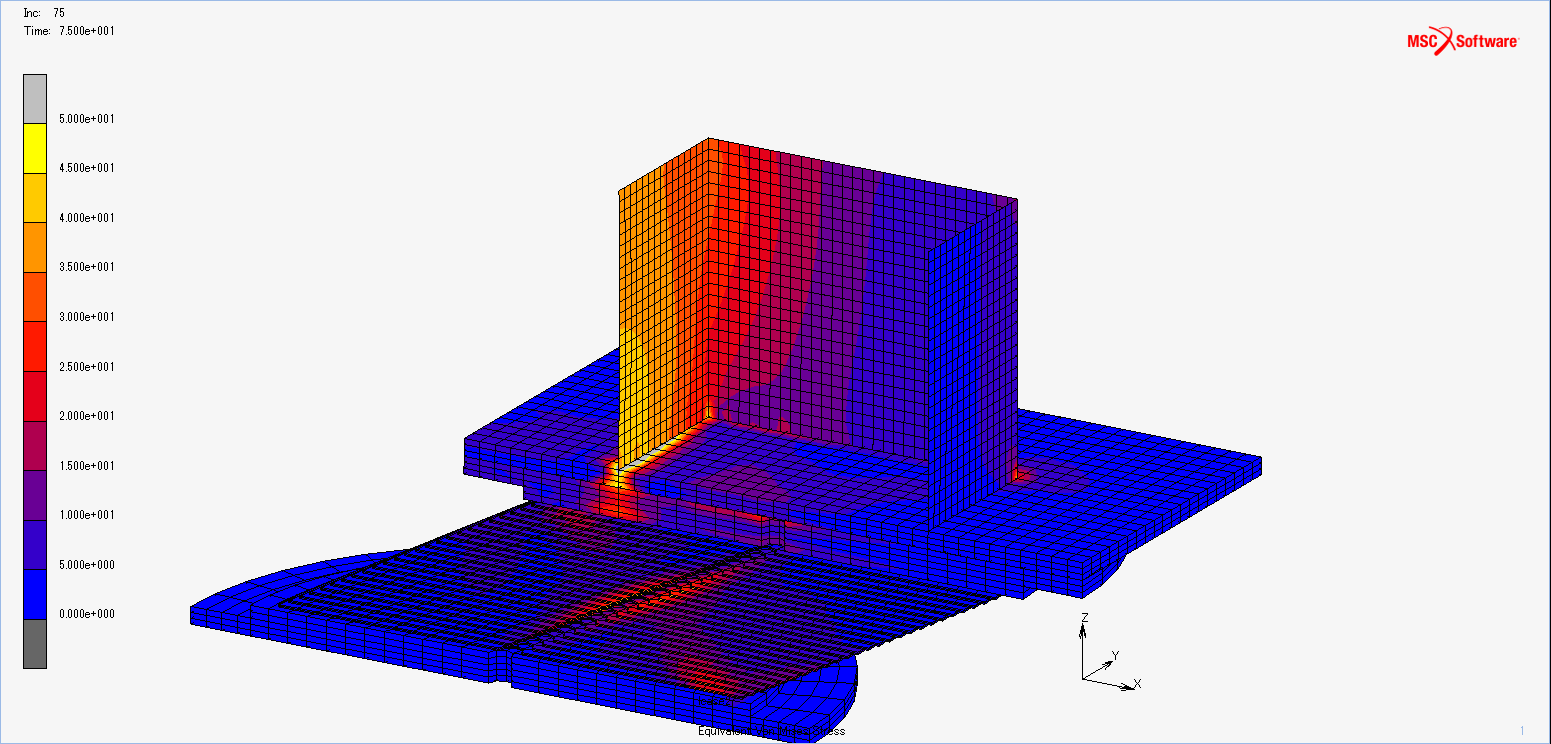 Inc: 75
Time: 7.500e+001
MSC Software
5.000e+001
4.500e+001
4.000e+001
3.500e+001
3.000e+001
2.500e+001
2.000e+001
1.500e+001
1.000e+001
5.000e+000
0.000e+000
Z
Y
X
1